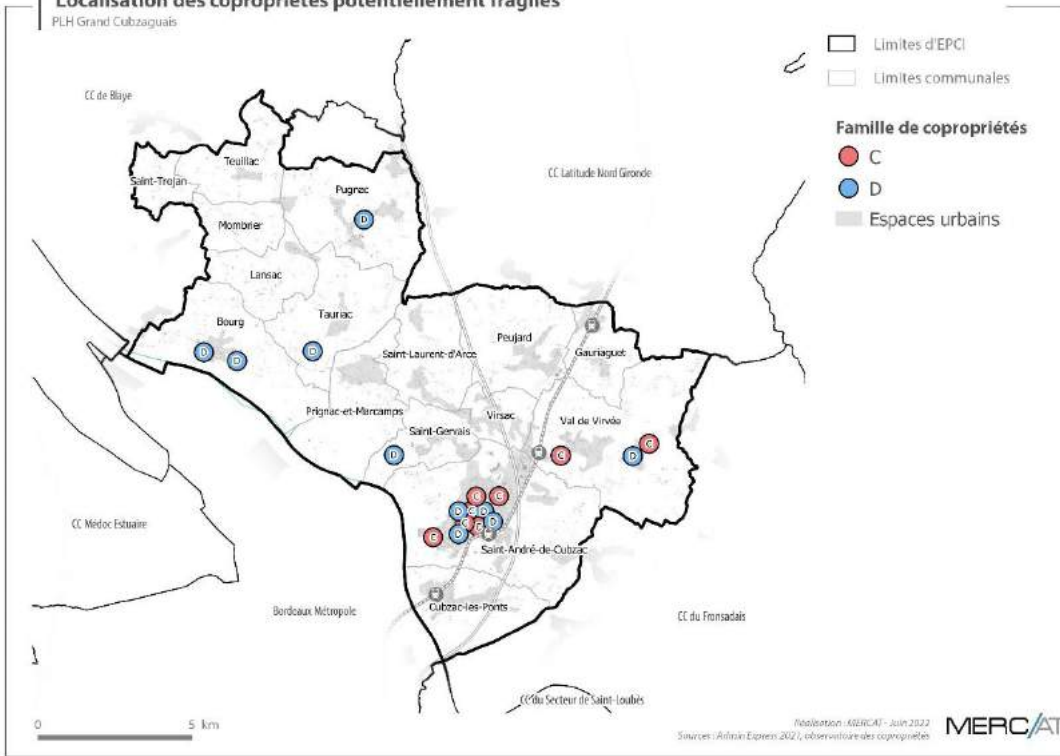 Localisation des copropriétés potentiellement fragiles
PLH Grand Cubzaguais
Limites d'EPCI
Limites communales
Famille de copropriétés
C
D
Espaces urbains
CC de Blaye
CC Latitude Nord Gironde
Teuillac
Saint-Trojan
Pugnac
D
Mombrier
Lansac
Bourg
D
D
Tauriac
D
Saint-Laurent-d'Arce
Peujard
Gauriaguet
Prignac-et-Marcamps
Saint-Gervais
D
Virsac
Val de Virvée
C
C
D
C
C
D
C
D
C
D
D
C
Saint-André-de-Cubzac
CC Médoc Estuaire
Bordeaux Métropole
Cubzac-les-Ponts
CC du Fronsadais
CC du Secteur de Saint-Loubès
0
5 km
Réalisation : MERCAT - Juin 2022
Sources : Admin Express 2021, observatoire des copropriétés
MERC/AT